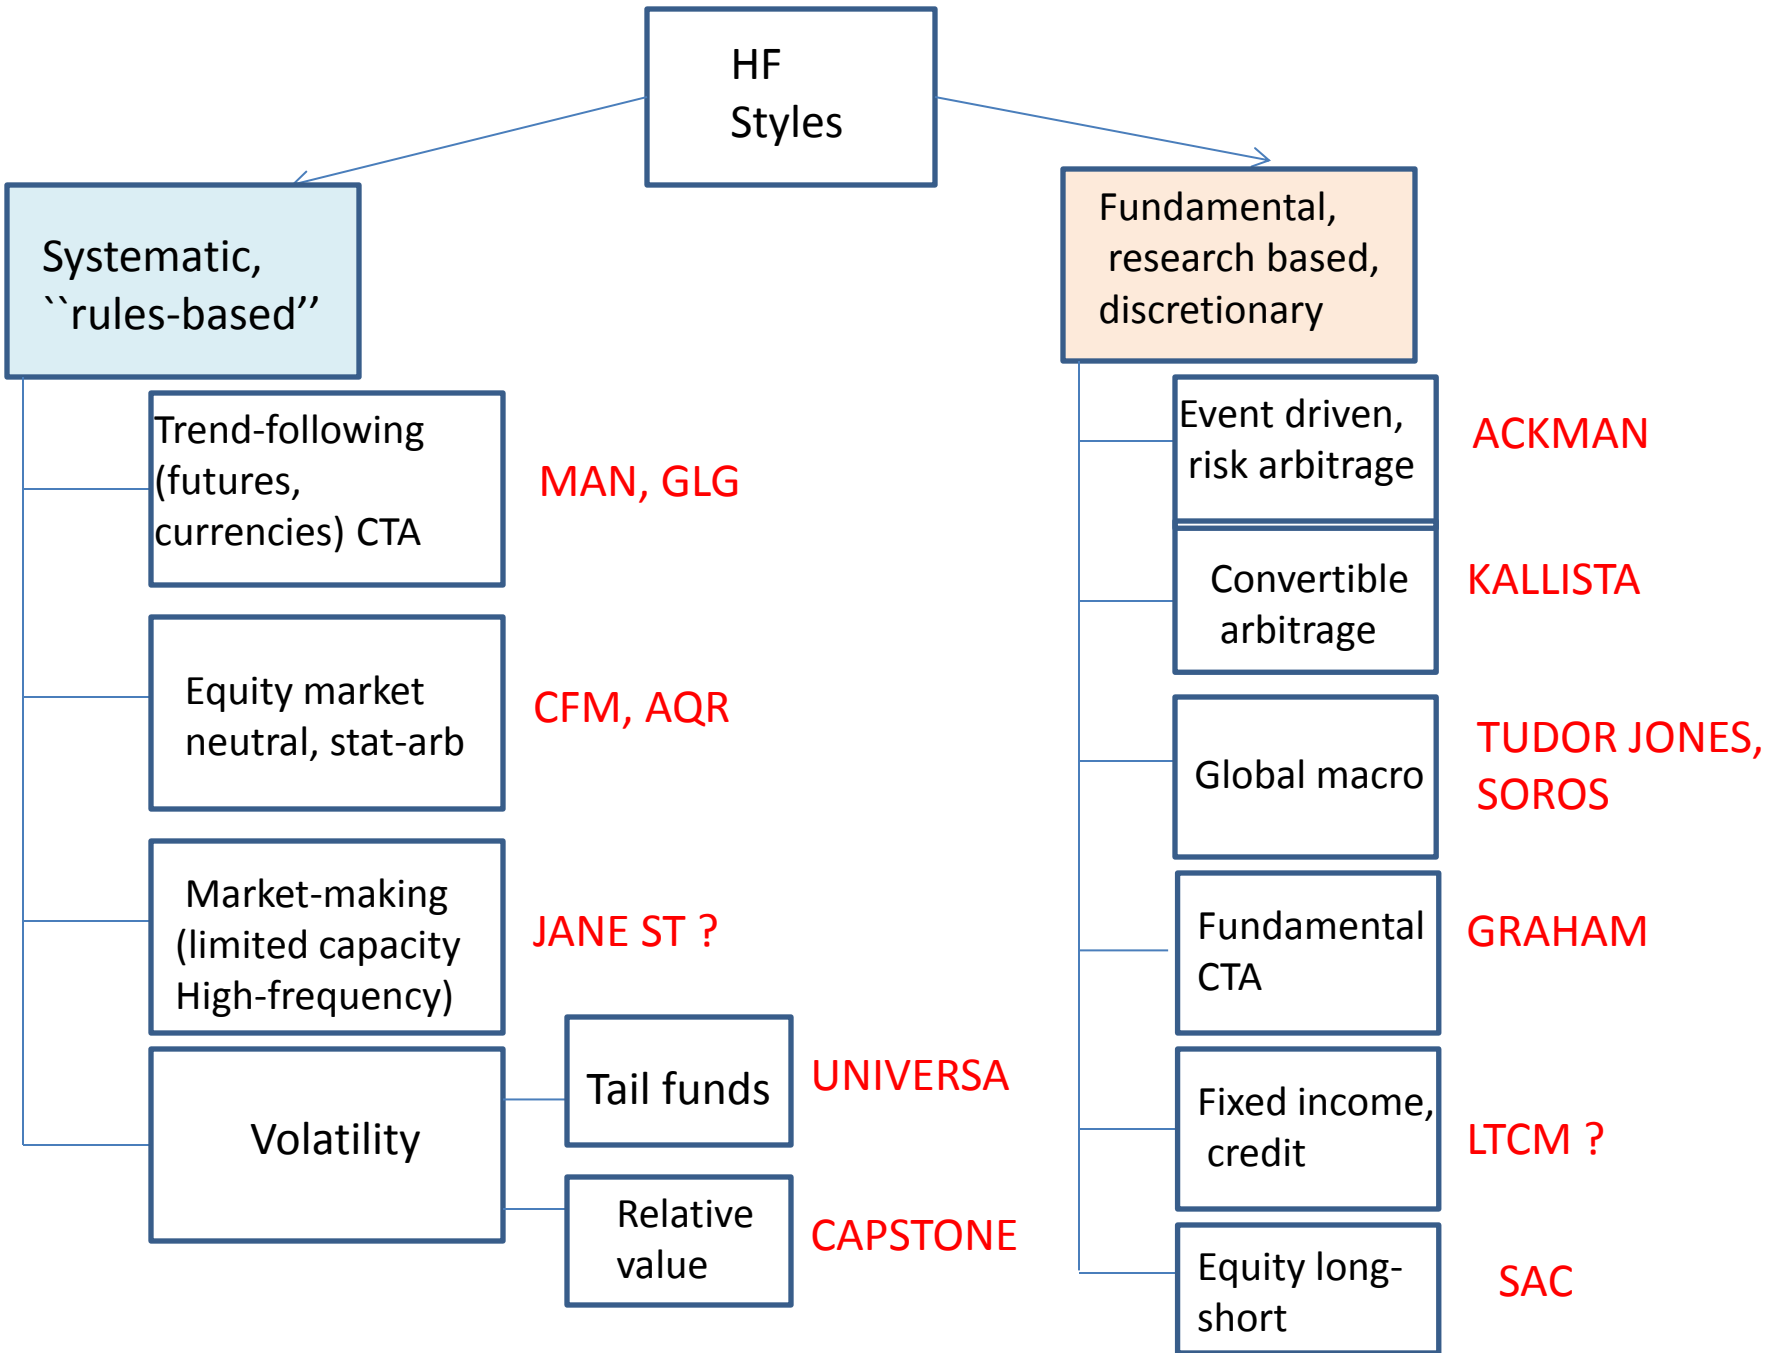 HF
Styles
Systematic,
``rules-based’’
Trend-following
(futures,
currencies) CTA
MAN, GLG
Equity market
neutral, stat-arb
CFM, AQR
Market-making
(limited capacity
High-frequency)
JANE ST ?
Volatility
Tail funds
UNIVERSA
Relative
value
CAPSTONE
Fundamental,
research based,
discretionary
Event driven,
risk arbitrage
ACKMAN
Convertible
arbitrage
KALLISTA
Global macro
TUDOR JONES,
SOROS
Fundamental
CTA
GRAHAM
Fixed income,
credit
LTCM ?
Equity long-
short
SAC